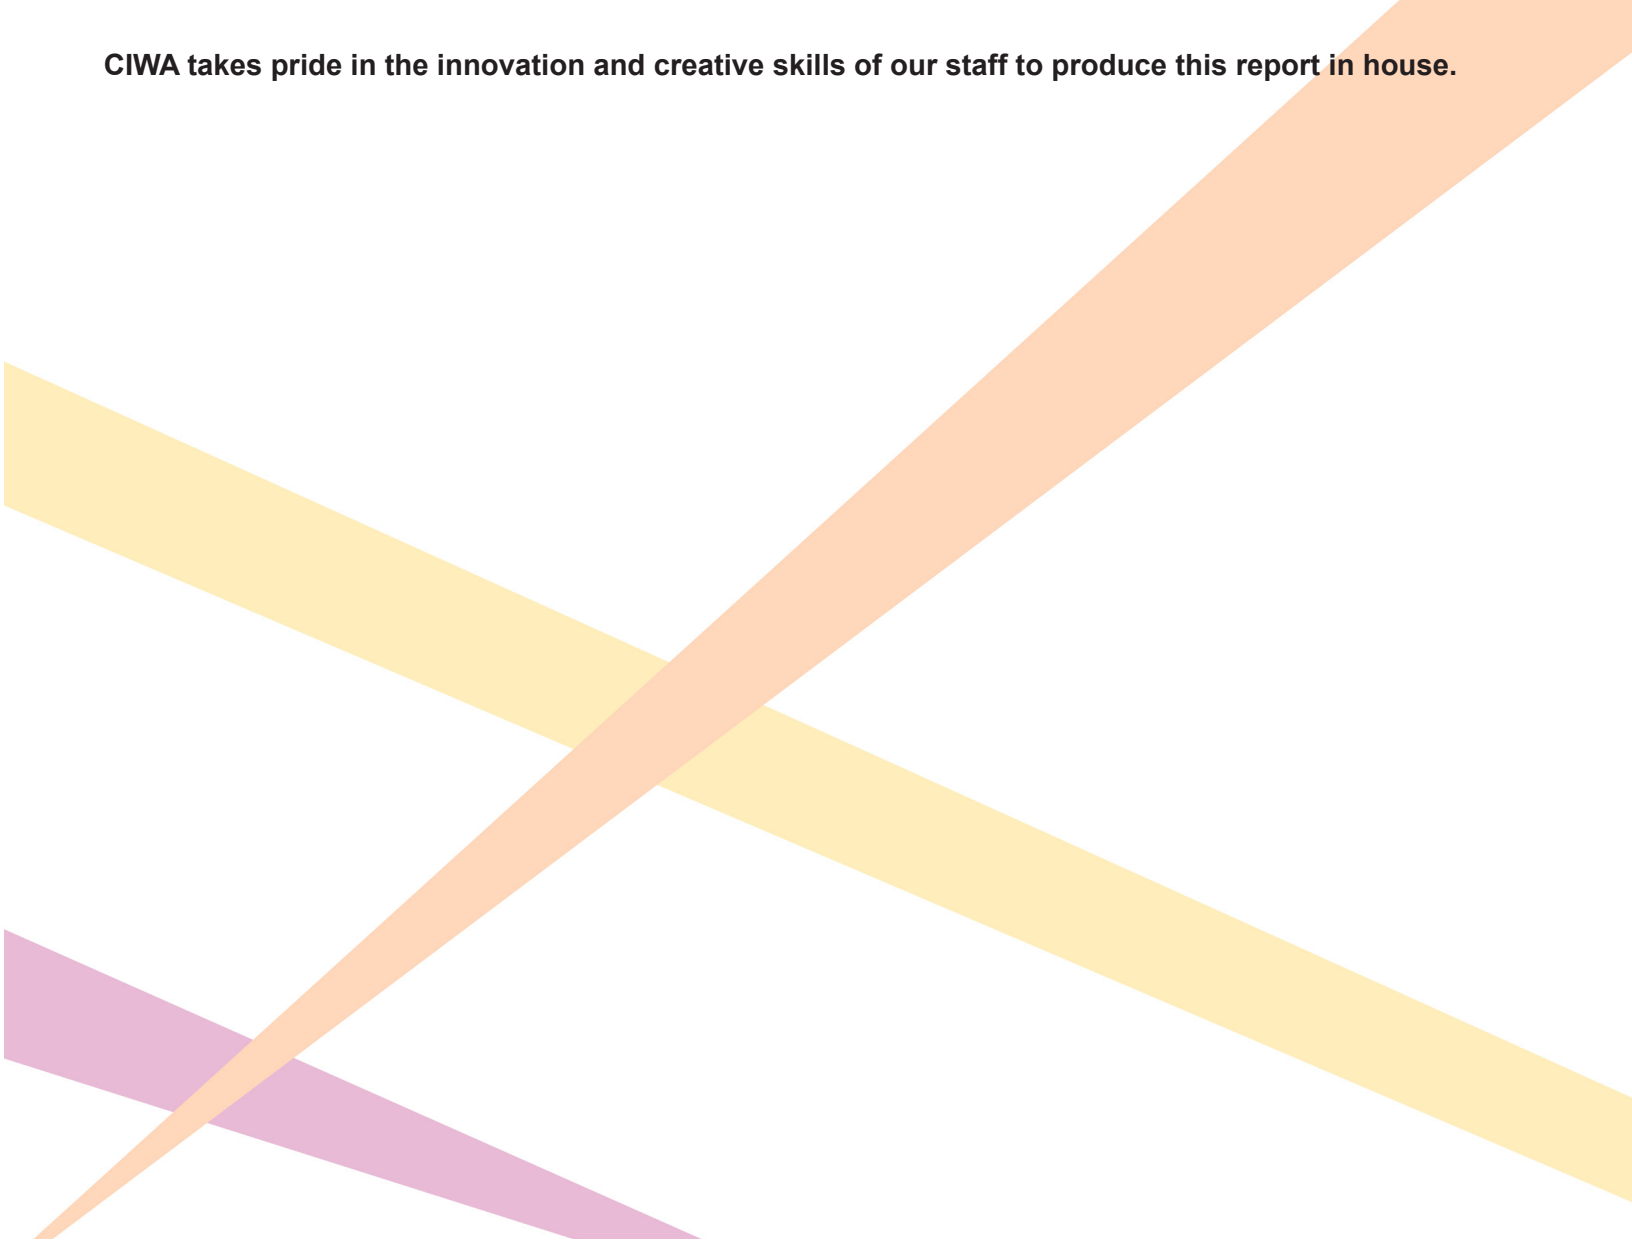 CIWA takes pride in the innovation and creative skills of our staff to produce this report in house.